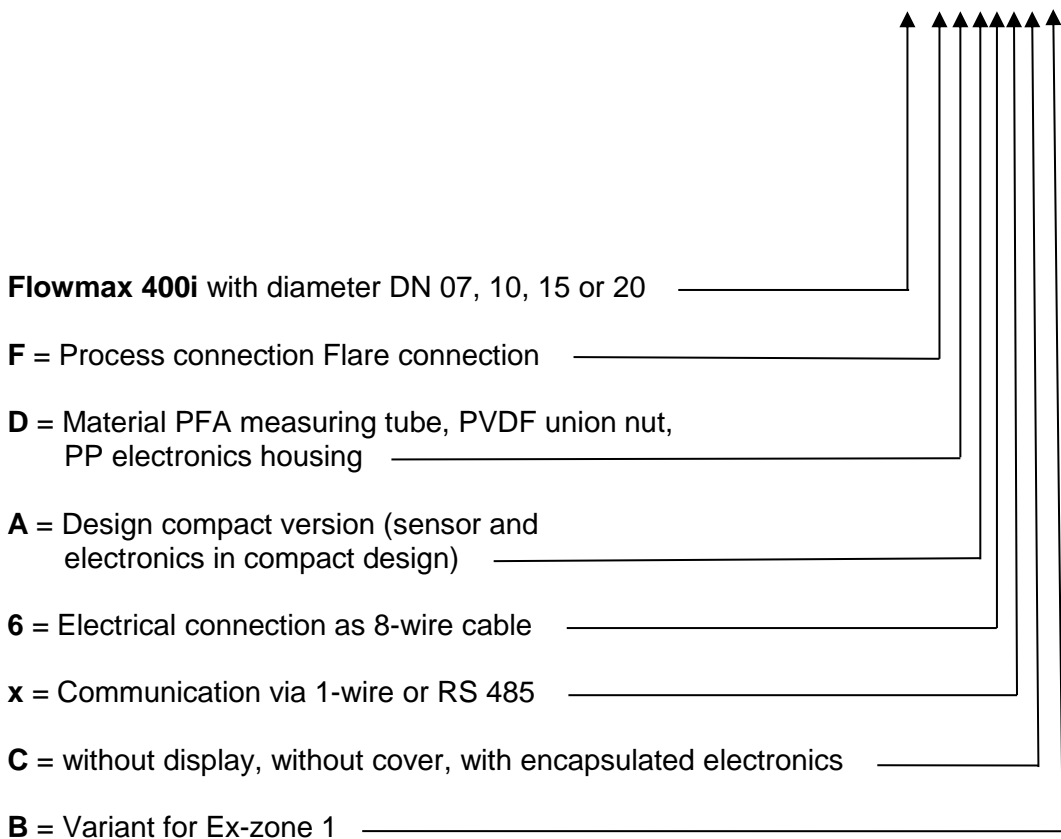 Flowmax 400i with diameter DN 07, 10, 15 or 20
F = Process connection Flare connection
D = Material PFA measuring tube, PVDF union nut,
PP electronics housing
A = Design compact version (sensor and
electronics in compact design)
6 = Electrical connection as 8-wire cable
x = Communication via 1-wire or RS 485
C = without display, without cover, with encapsulated electronics
B = Variant for Ex-zone 1